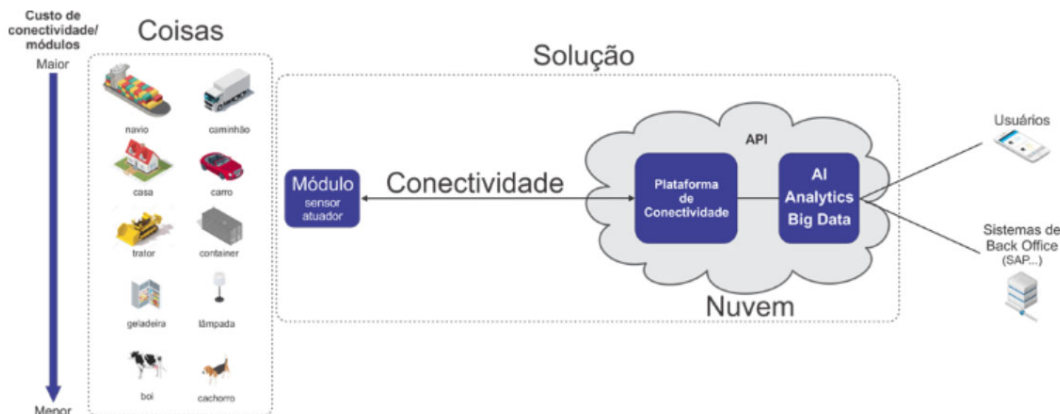 Custo de
conectividade/
módulos
Maior
Menor
Coisas
navio
caminhão
casa
carro
trator
container
geladeira
lâmpada
boi
cachorro
Solução
Módulo
sensor
atuador
Conectividade
API
Plataforma
de
Conectividade
AI
Analytics
Big Data
Nuvem
Usuários
Sistemas de
Back Office
(SAP...)